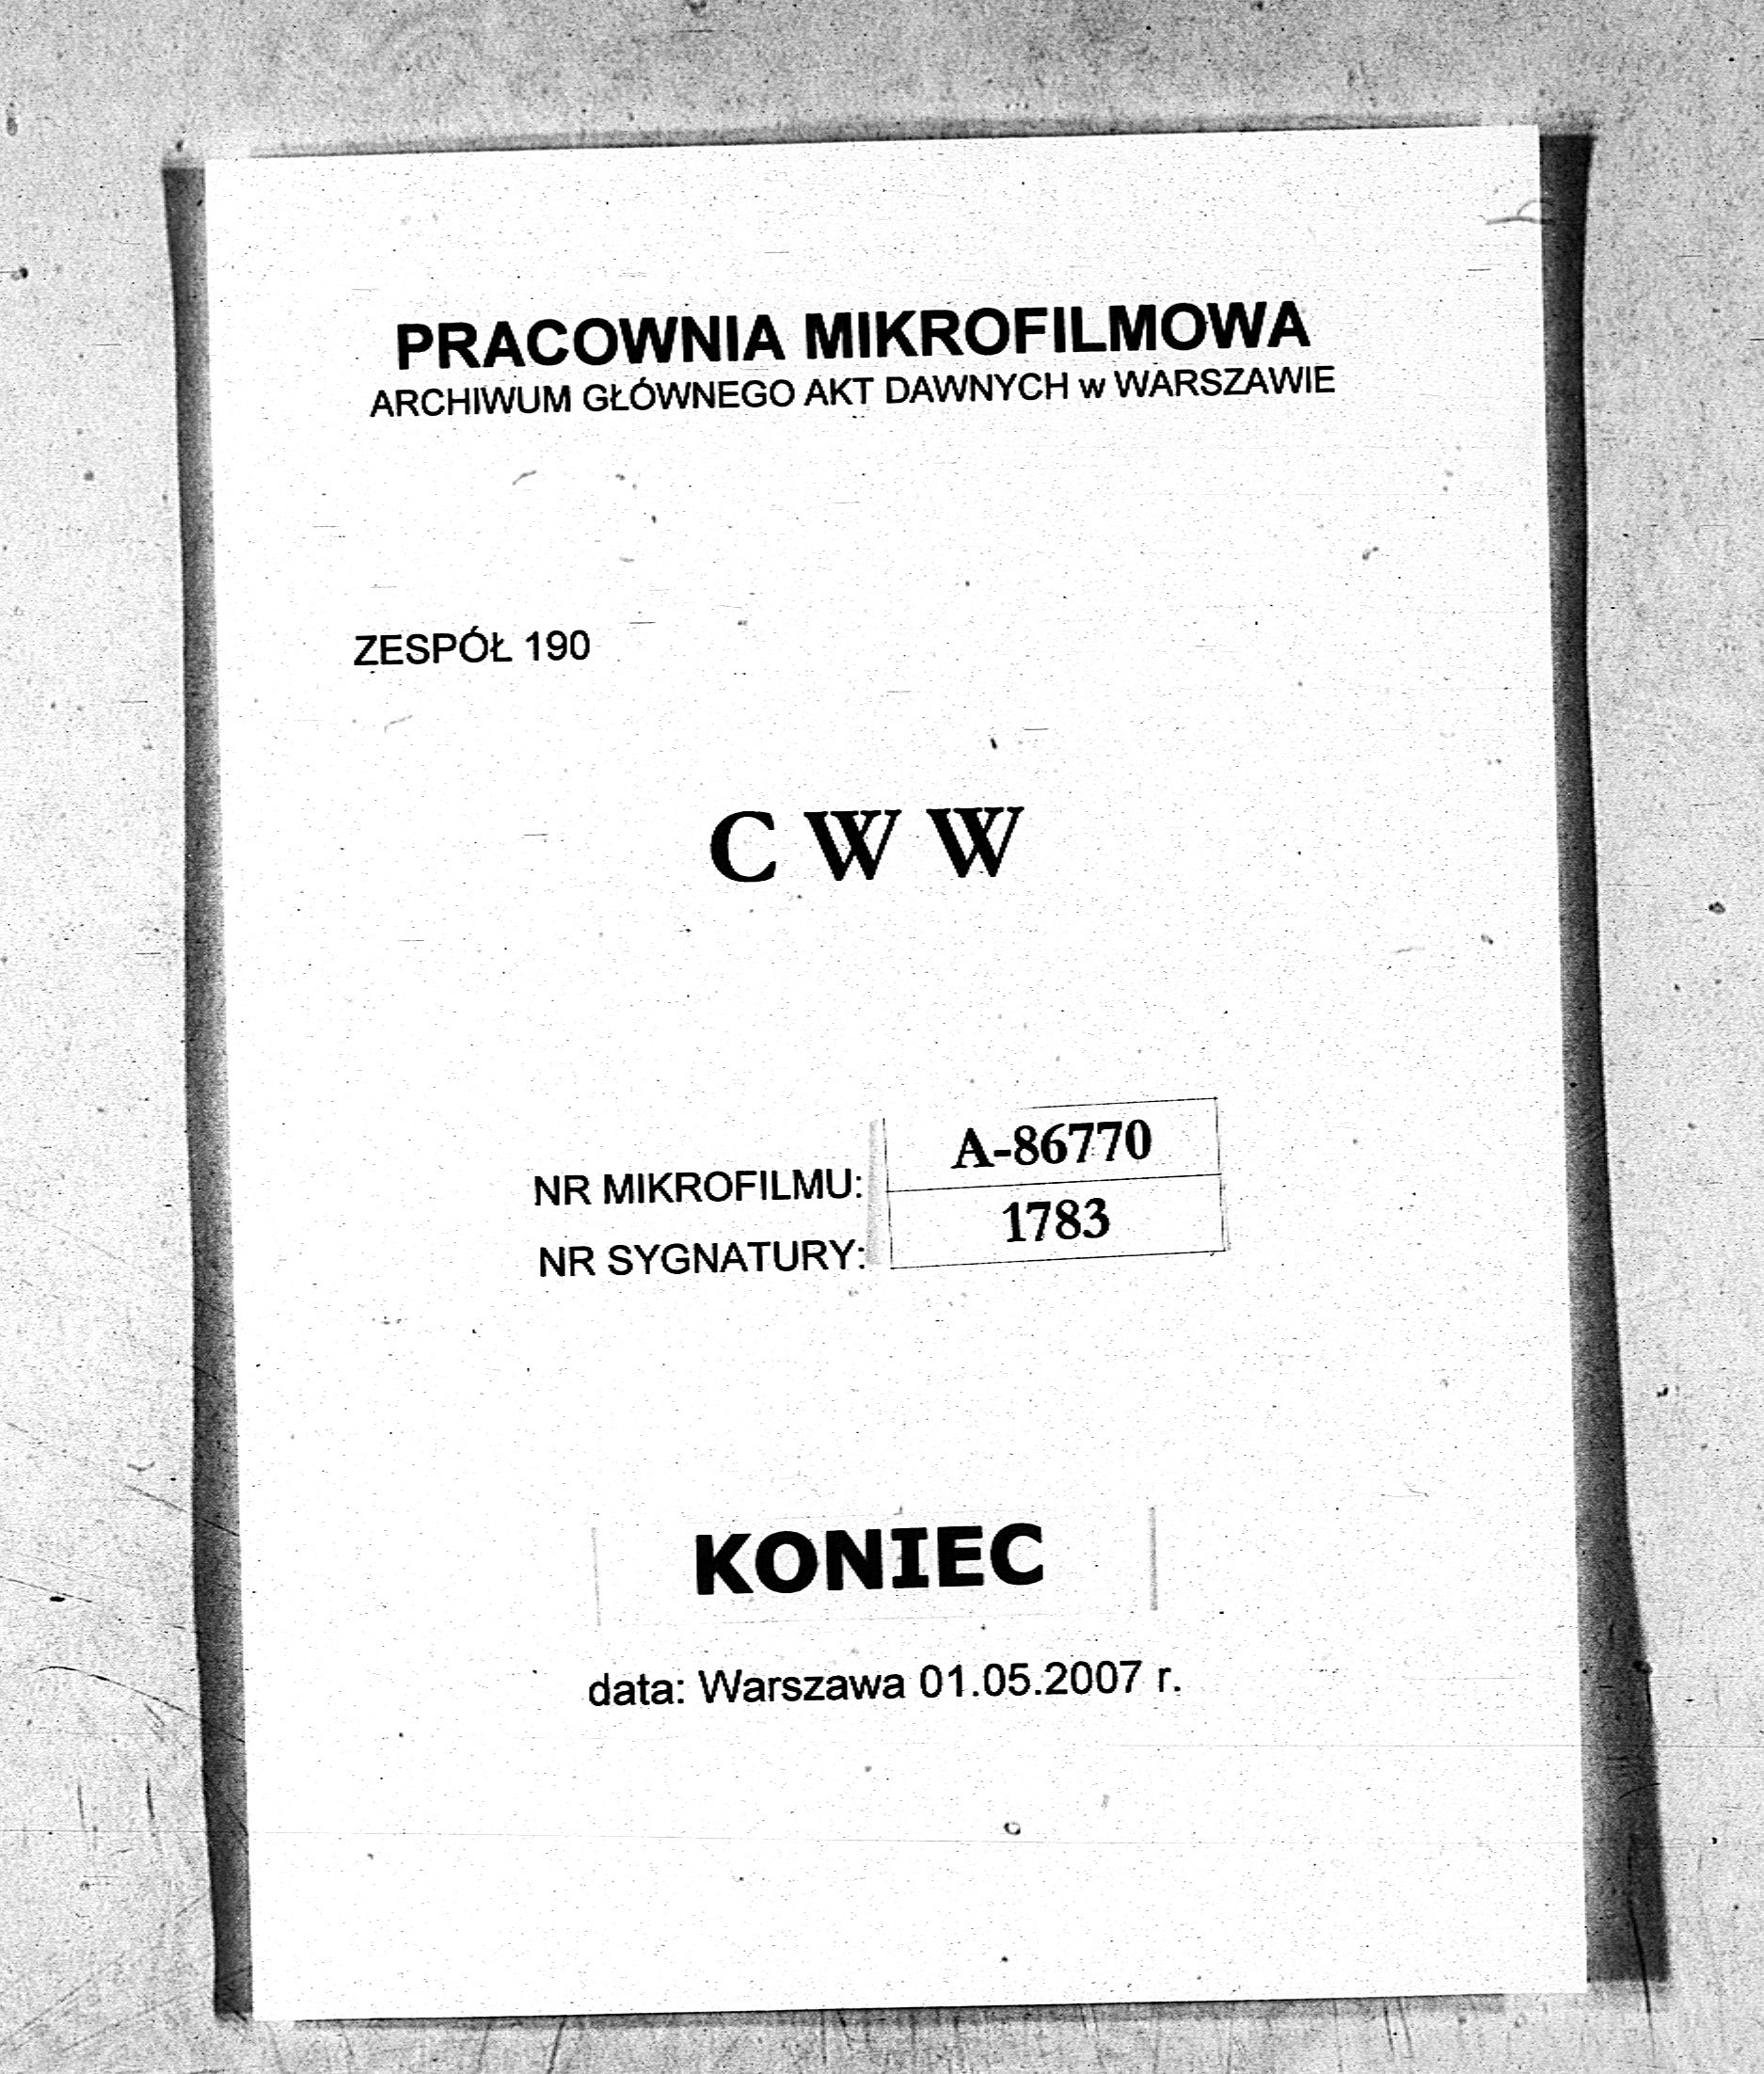 PRACOWNIA MIKROFILMOWA
ARCHIWUM GŁÓWNEGO AKT DAWNYCH w WARSZAWIE
ZESPÓŁ 190
C W W
NR MIKROFILMU: A-86770
NR SYGNATURY: 1783
KONIEC
data: Warszawa 01.05.2007 r.